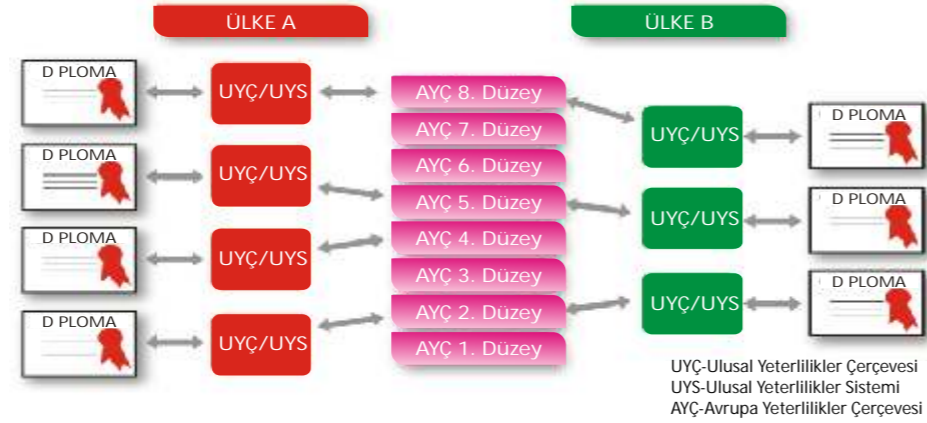 ÜLKE A
ÜLKE B
D PLOMA
UYÇ/UYS
AYÇ 8. Düzey
D PLOMA
UYÇ/UYS
AYÇ 7. Düzey
D PLOMA
UYÇ/UYS
AYÇ 6. Düzey
AYÇ 5. Düzey
UYÇ/UYS
D PLOMA
D PLOMA
UYÇ/UYS
AYÇ 4. Düzey
AYÇ 3. Düzey
UYÇ/UYS
D PLOMA
D PLOMA
UYÇ/UYS
AYÇ 2. Düzey
AYÇ 1. Düzey
UYÇ-Ulusal Yeterlilikler Çerçevesi
UYS-Ulusal Yeterlilikler Sistemi
AYÇ-Avrupa Yeterlilikler Çerçevesi